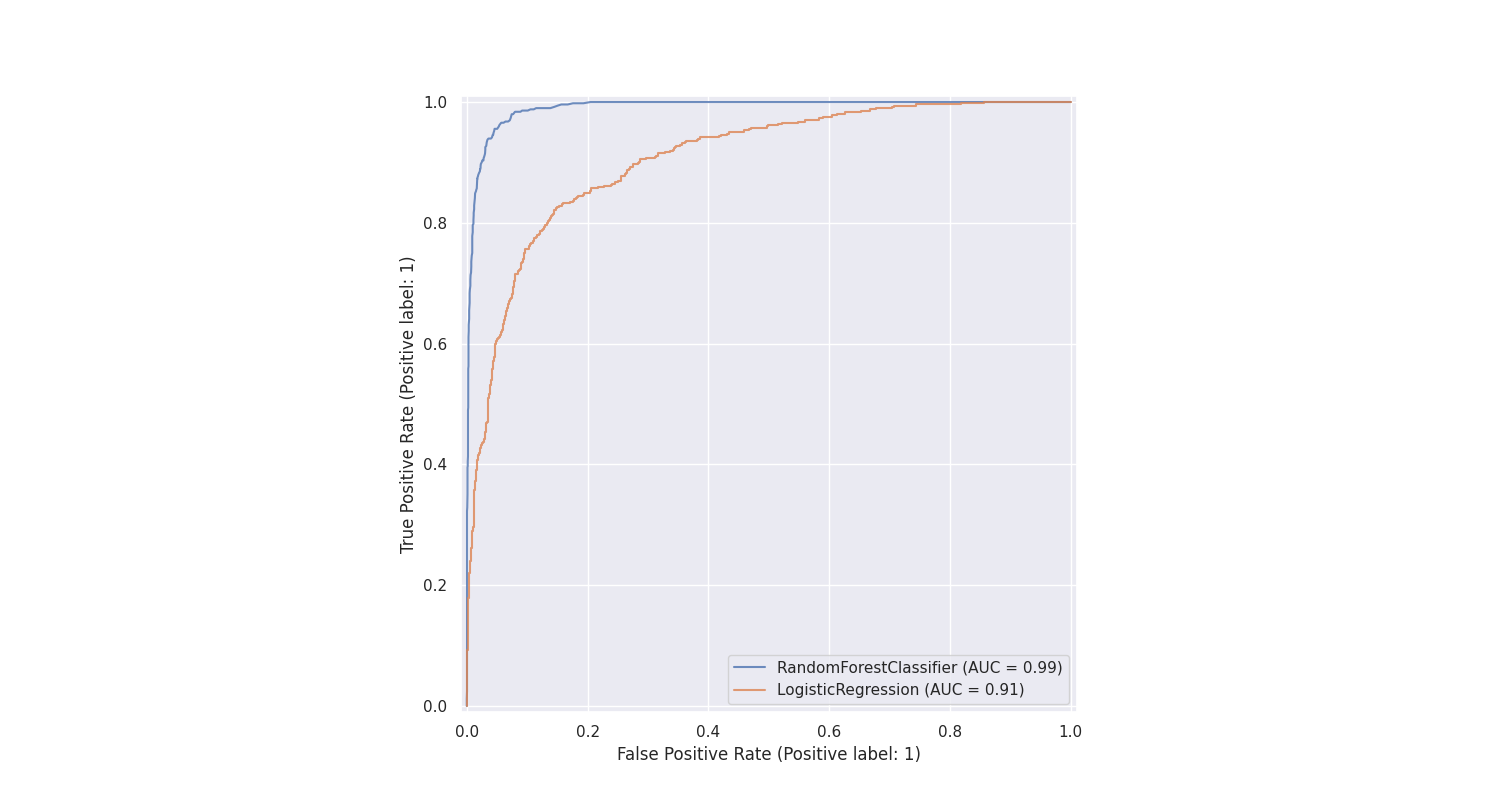 1.0
0.8
0.6
0.4
0.2
0.0
True Positive Rate (Positive label: 1)
RandomForestClassifier (AUC = 0.99)
LogisticRegression (AUC = 0.91)
0.0 0.2 0.4 0.6 0.8 1.0
False Positive Rate (Positive label: 1)